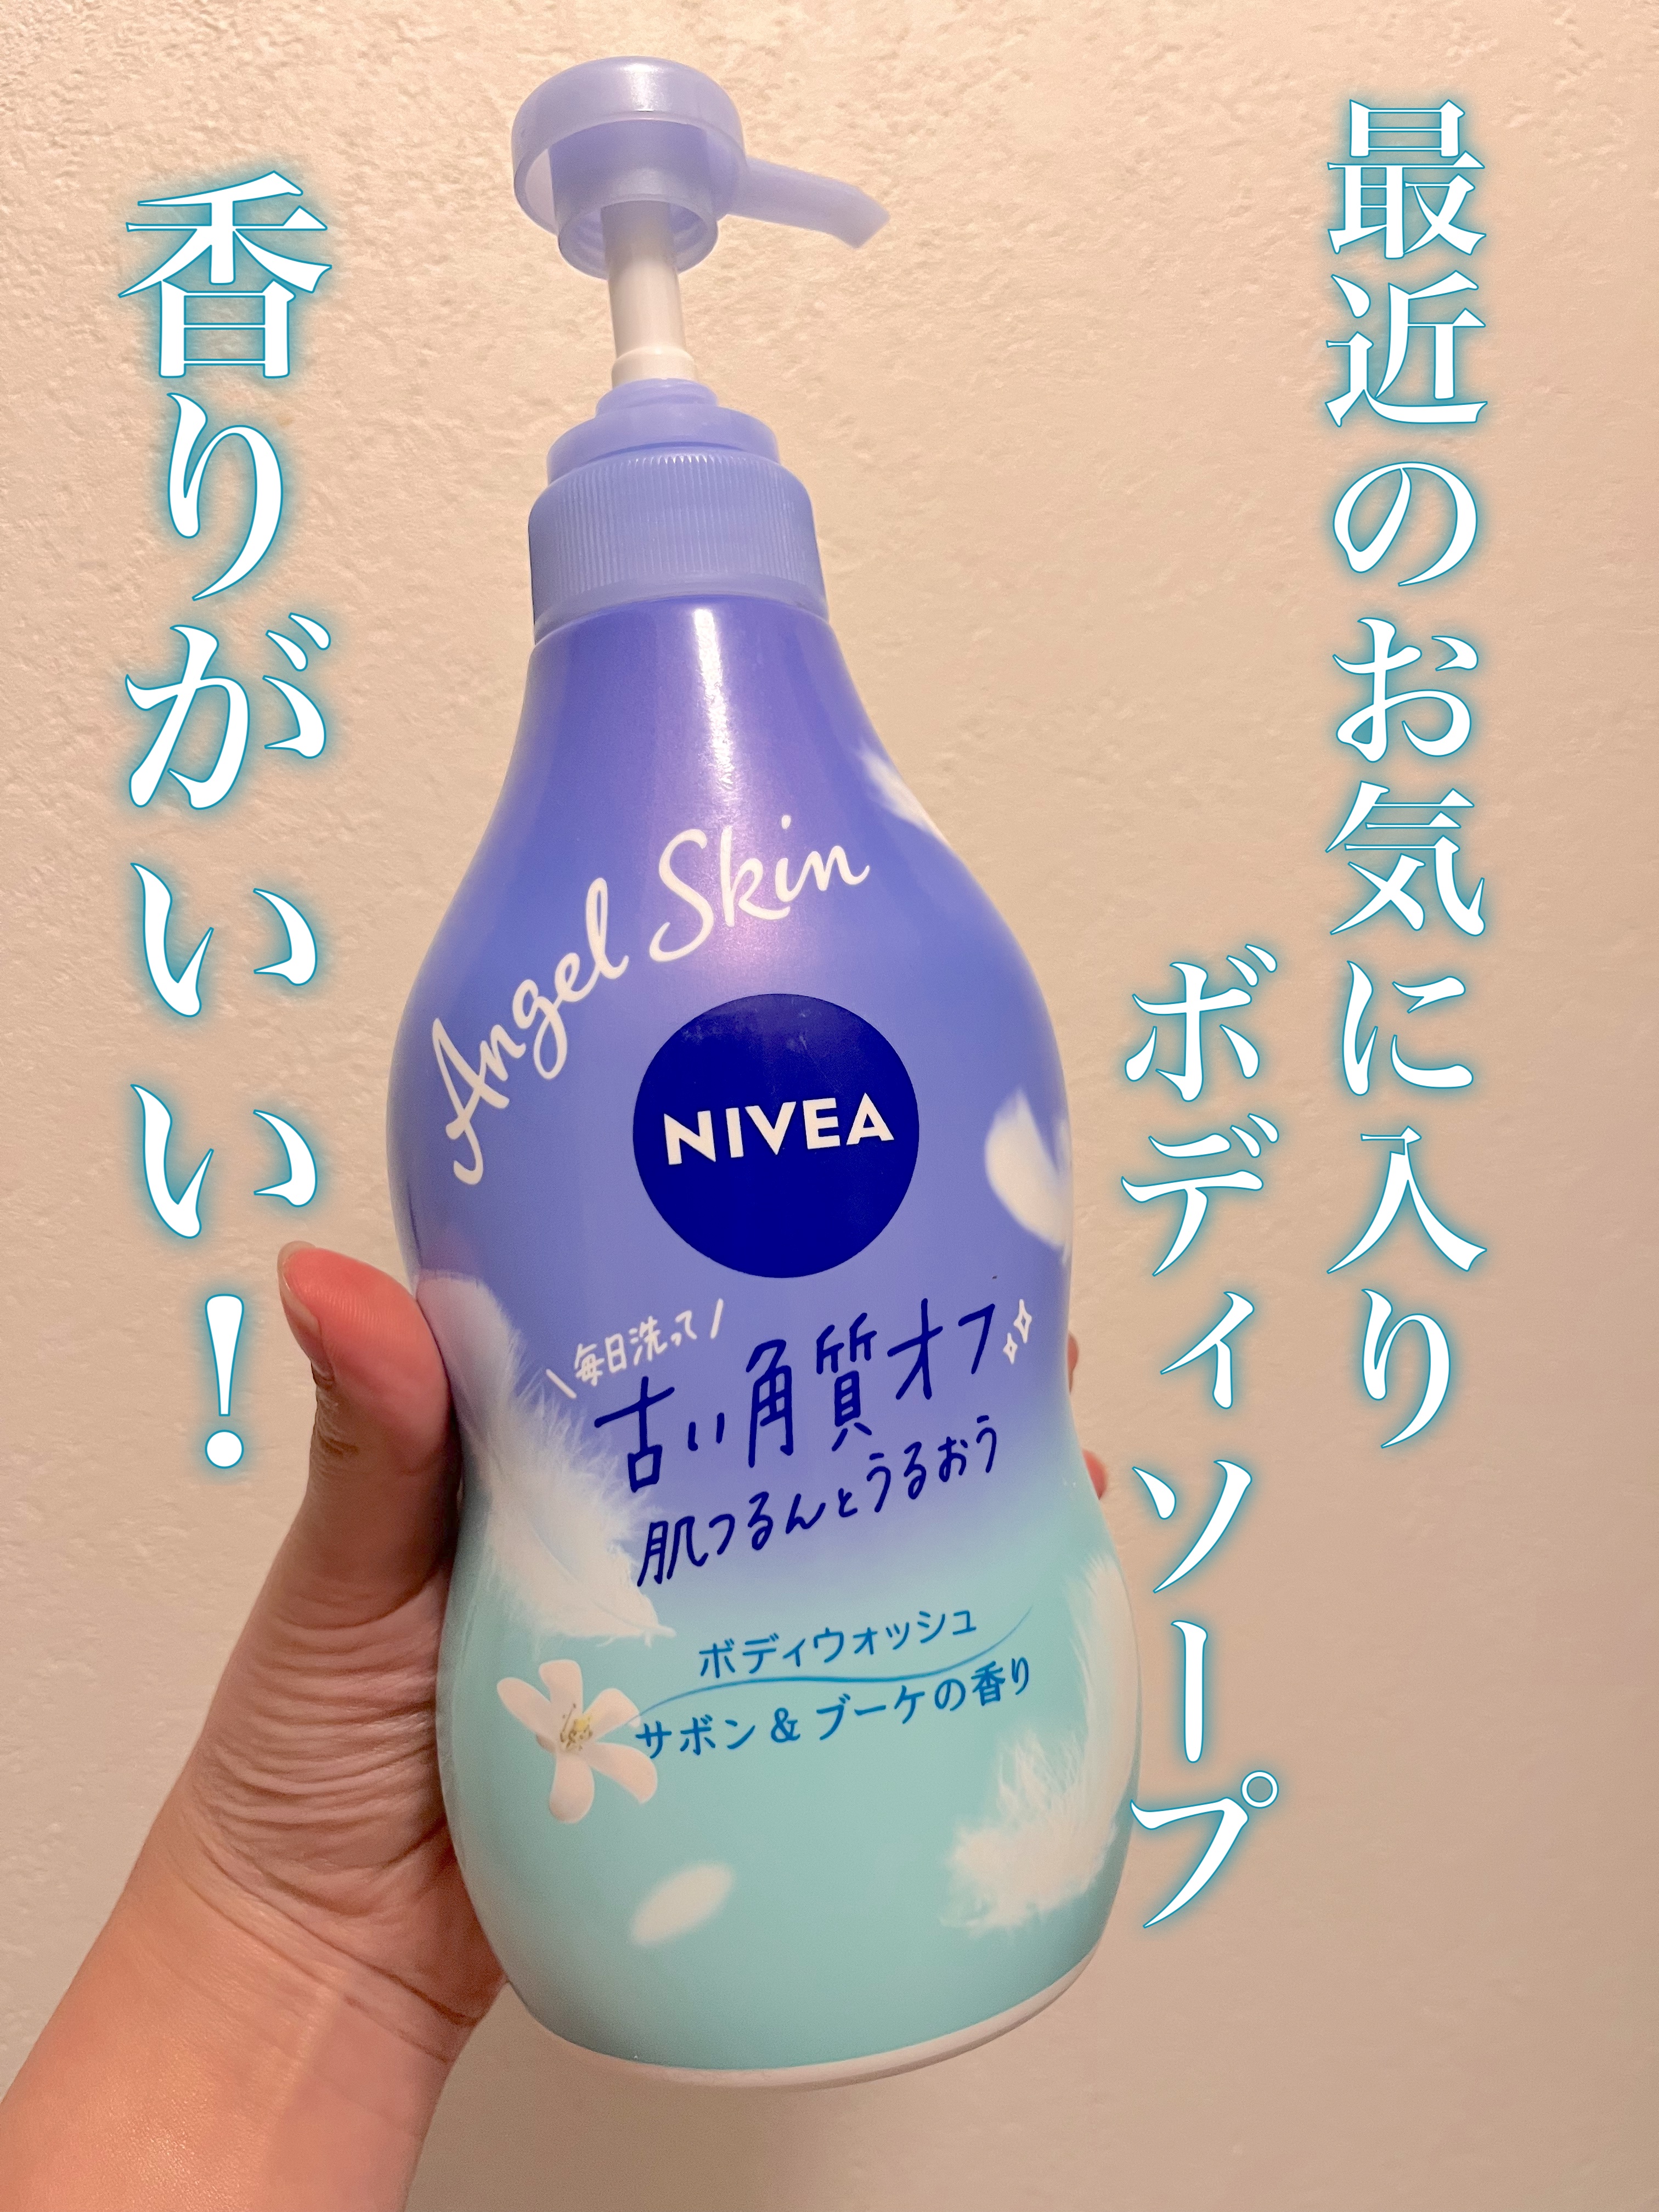 最近のお気に入り
ボディソープ
香りがいい！
Angel Skin
NIVEA
\毎日洗って/
古い角質オフ
肌つるんとうるおう
ボディウォッシュ
サボン&ブーケの香り